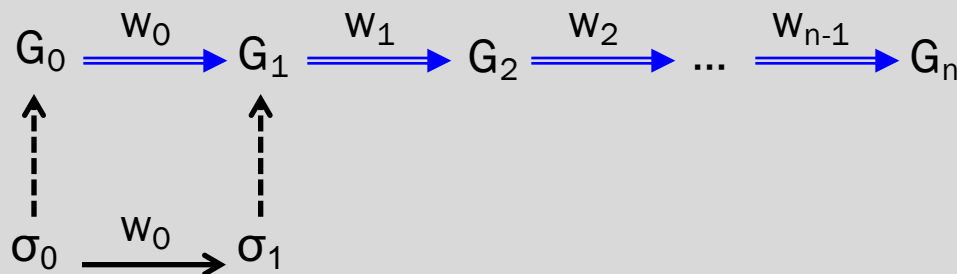 w₀ w₁ w₂ wₙ₋₁
G₀ G₁ G₂ ... Gₙ
w₀
σ₀ σ₁